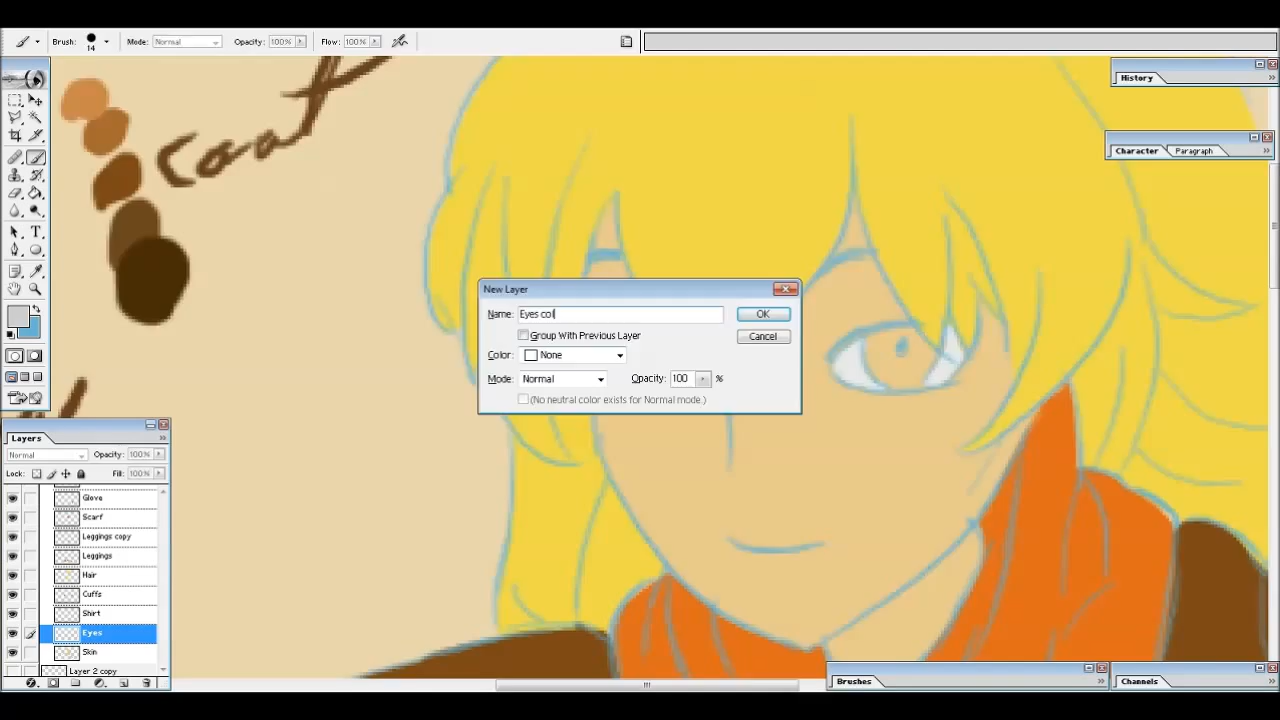 Brush: 14 Mode: Normal Opacity: 100% Flow: 100%
History
Coat
Character Paragraph
New Layer
Name: Eyes col OK
Group With Previous Layer Cancel
Color: None
Mode: Normal Opacity: 100 %
(No neutral color exists for Normal mode.)
Layers
Normal Opacity: 100%
Lock: Fill: 100%
Glove
Scarf
Leggings copy
Leggings
Hair
Cuffs
Shirt
Eyes
Skin
Layer 2 copy
Brushes Channels